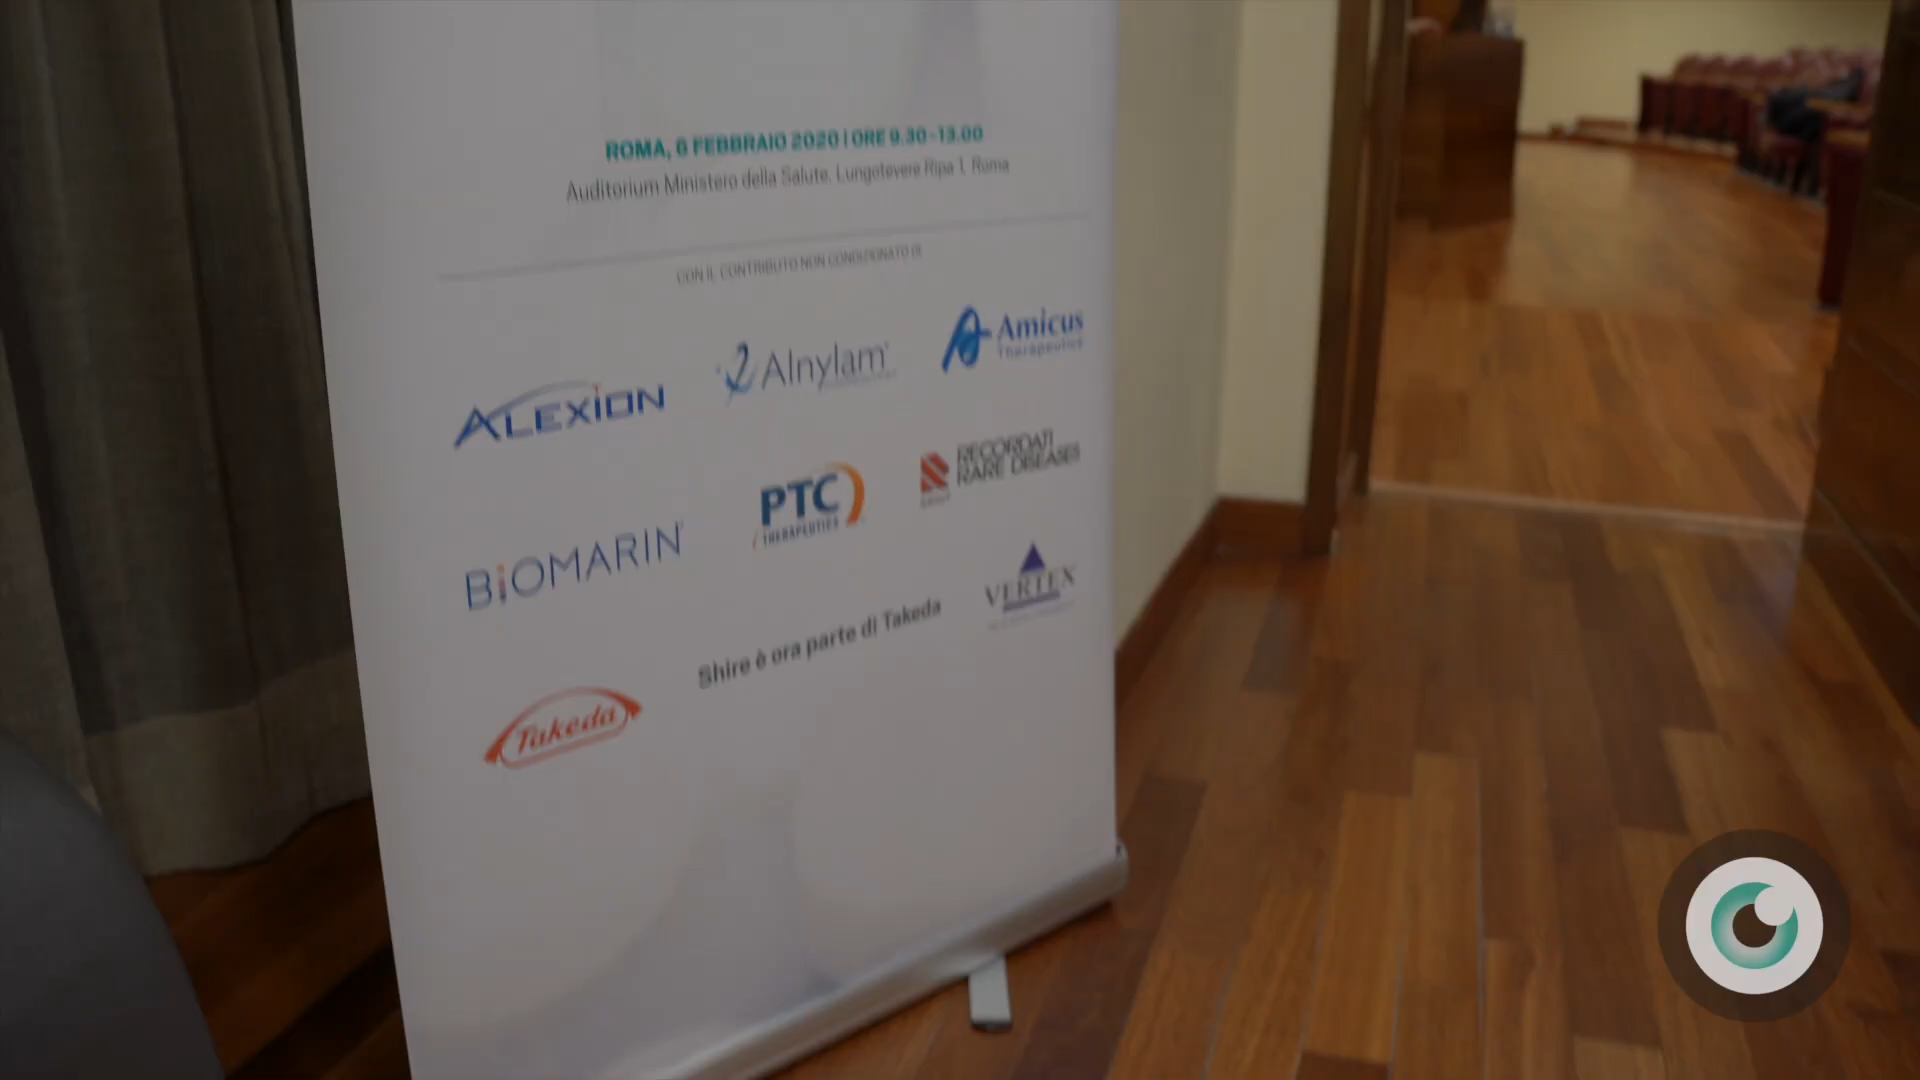 ROMA, 6 FEBBRAIO 2020 | ORE 9.30-13.00
Auditorium Ministero della Salute, Lungotevere Ripa 1, Roma
CON IL CONTRIBUTO NON CONDIZIONATO DI
ALEXION
Alnylam
Amicus
Therapeutics
BIOMARIN
PTC
THERAPEUTICS
RECORDATI
RARE DISEASES
Takeda
Shire è ora parte di Takeda
VERTEX